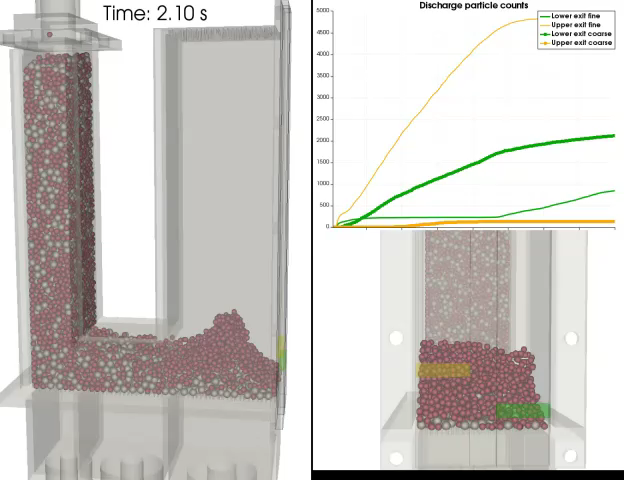 Time: 2.10 s
Discharge particle counts
Lower exit fine
Upper exit fine
Lower exit coarse
Upper exit coarse
5000
4500
4000
3500
3000
2500
2000
1500
1000
500
0